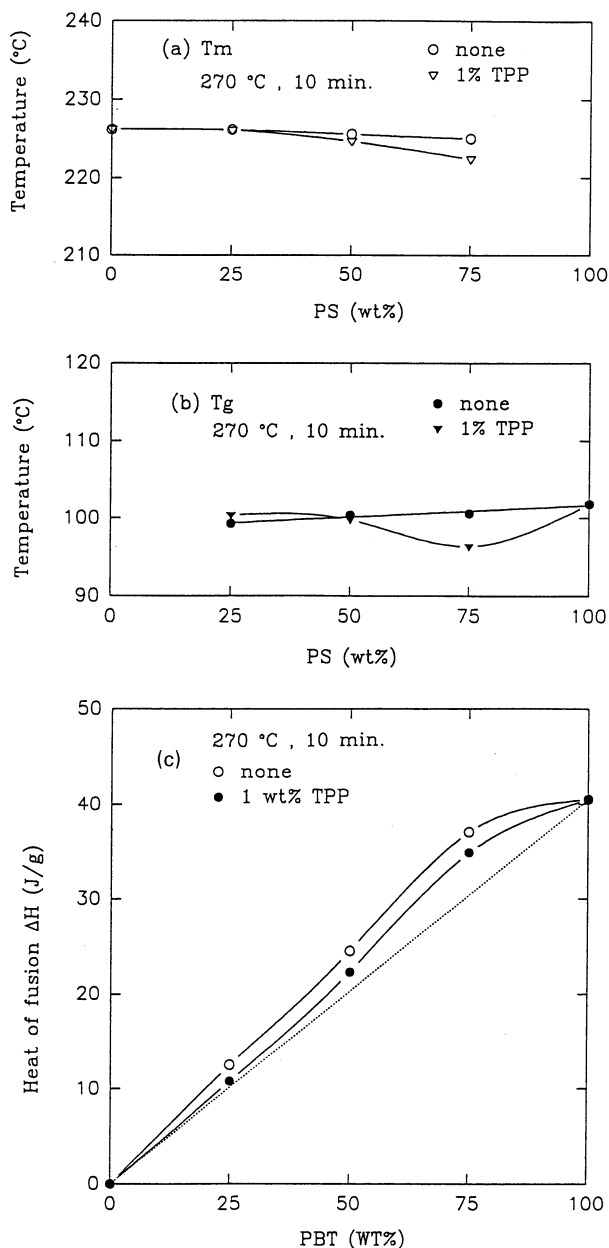 240
(a) Tm
○ none
270 °C , 10 min.
▽ 1% TPP
230
220
210
Temperature (°C)
0 25 50 75 100
PS (wt%)
120
(b) Tg
● none
270 °C , 10 min.
▼ 1% TPP
110
100
90
Temperature (°C)
0 25 50 75 100
PS (wt%)
50
270 °C , 10 min.
(c)
○ none
● 1 wt% TPP
40
30
20
10
0
Heat of fusion ΔH (J/g)
0 25 50 75 100
PBT (WT%)